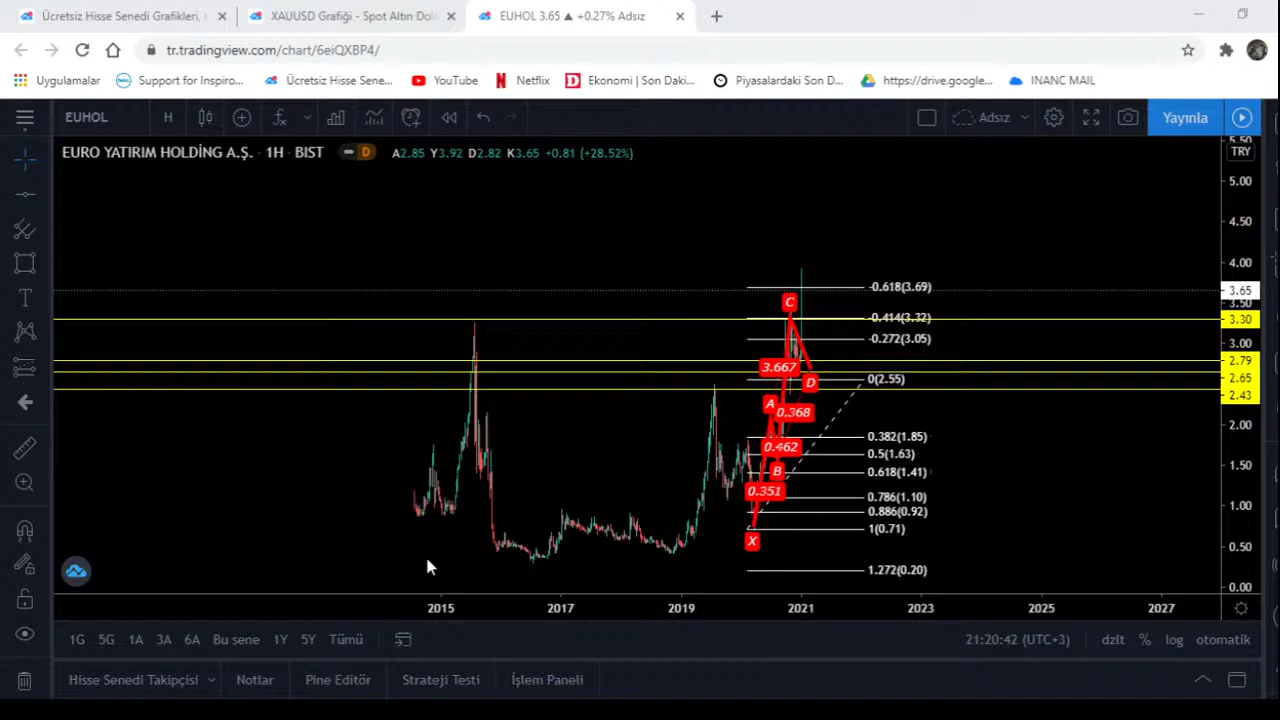 Ücretsiz Hisse Senedi Grafikleri,
XAUUSD Grafiği - Spot Altın Dola
EUHOL 3.65 ▲ +0.27% Adsız
tr.tradingview.com/chart/6eiQXBP4/
Uygulamalar
Support for Inspiro...
Ücretsiz Hisse Sene...
YouTube
Netflix
Ekonomi | Son Daki...
Piyasalardaki Son D...
https://drive.google...
INANC MAIL
EUHOL
H
Adsız
Yayınla
EURO YATIRIM HOLDİNG A.Ş. · 1H · BIST
D
A2.85 Y3.92 D2.82 K3.65 +0.81 (+28.52%)
5.50
TRY
5.00
4.50
4.00
3.65
3.50
3.30
3.00
2.79
2.65
2.43
2.00
1.50
1.00
0.50
0.00
-0.618(3.69)
C
-0.414(3.32)
-0.272(3.05)
3.667
0(2.55)
D
A
0.368
0.382(1.85)
0.462
0.5(1.63)
B
0.618(1.41)
0.351
0.786(1.10)
0.886(0.92)
1(0.71)
X
1.272(0.20)
2015
2017
2019
2021
2023
2025
2027
1G
5G
1A
3A
6A
Bu sene
1Y
5Y
Tümü
21:20:42 (UTC+3)
dzlt
%
log
otomatik
Hisse Senedi Takipçisi
Notlar
Pine Editör
Strateji Testi
İşlem Paneli